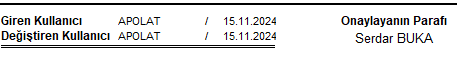 Giren Kullanıcı APOLAT / 15.11.2024 Onaylayanın Parafı
Değiştiren Kullanıcı APOLAT / 15.11.2024 Serdar BUKA